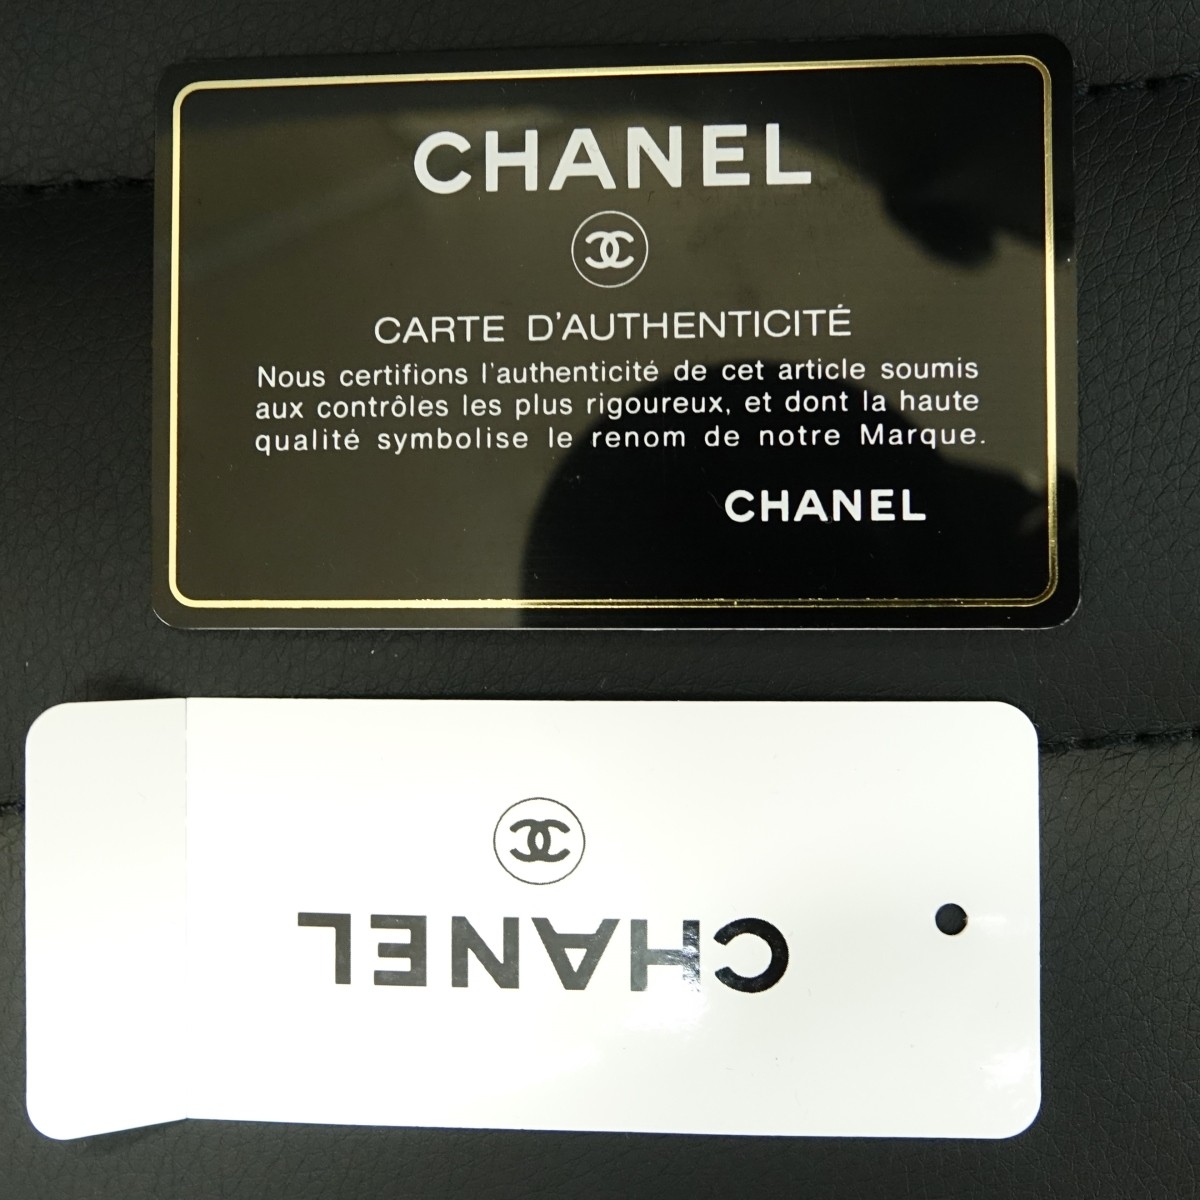 CHANEL
CARTE D'AUTHENTICITÉ
Nous certifions l'authenticité de cet article soumis
aux contrôles les plus rigoureux, et dont la haute
qualité symbolise le renom de notre Marque.
CHANEL
CHANEL